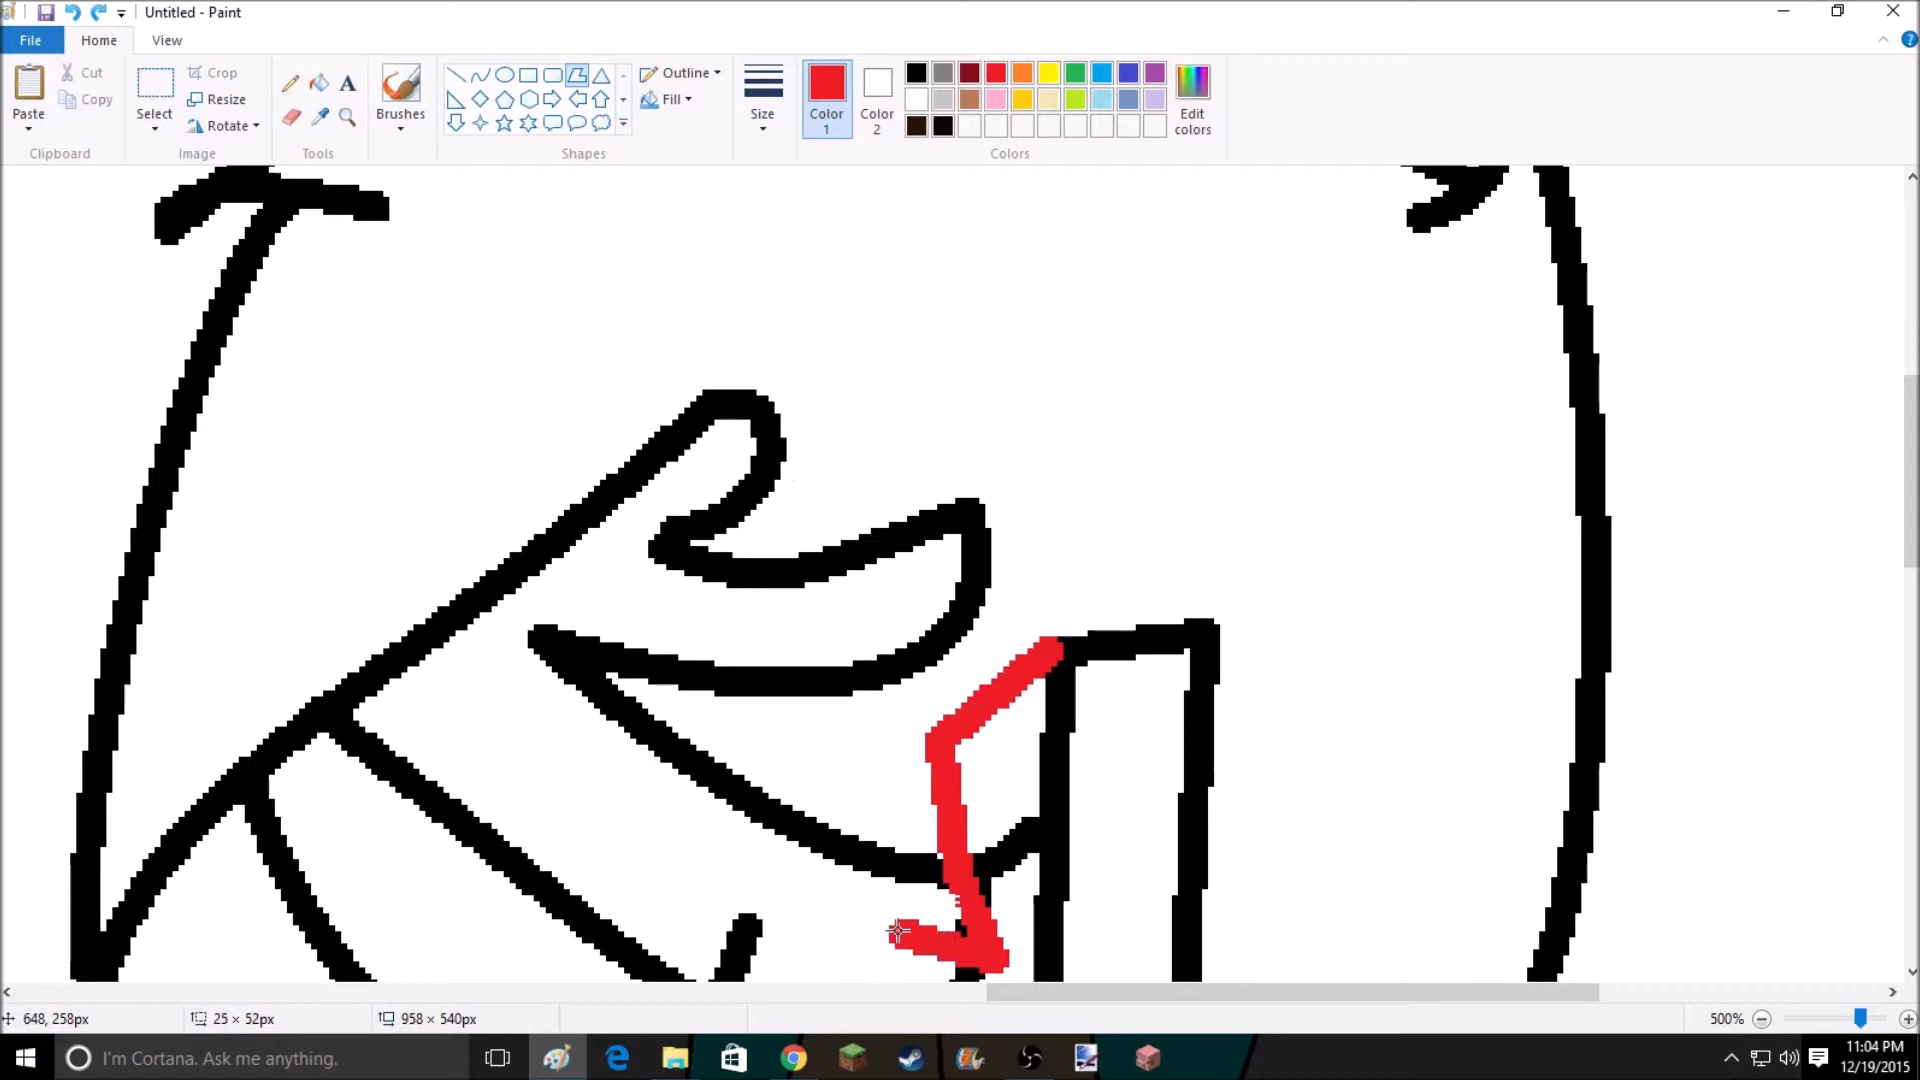 Untitled - Paint
File
Home
View
Paste
Cut
Copy
Clipboard
Select
Crop
Resize
Rotate
Image
A
Tools
Brushes
Outline
Fill
Shapes
Size
Color 1
Color 2
Edit colors
Colors
648, 258px
25 × 52px
958 × 540px
500%
I'm Cortana. Ask me anything.
11:04 PM
12/19/2015